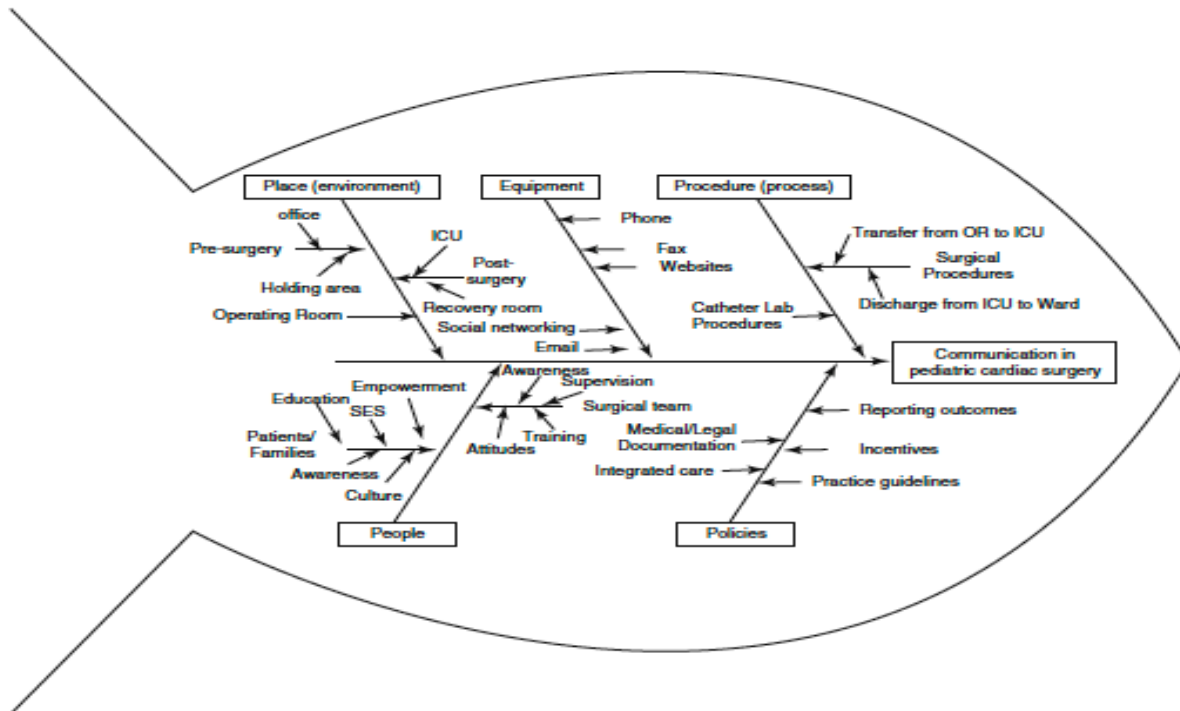 Place (environment)
Equipment
Procedure (process)
office
Pre-surgery
Holding area
Operating Room
ICU
Post-
surgery
Recovery room
Phone
Fax
Websites
Social networking
Email
Transfer from OR to ICU
Surgical
Procedures
Discharge from ICU to Ward
Catheter Lab
Procedures
Communication in
pediatric cardiac surgery
Education
SES
Empowerment
Patients/
Families
Awareness
Culture
Awareness
Supervision
Surgical team
Training
Attitudes
Medical/Legal
Documentation
Integrated care
Reporting outcomes
Incentives
Practice guidelines
People
Policies